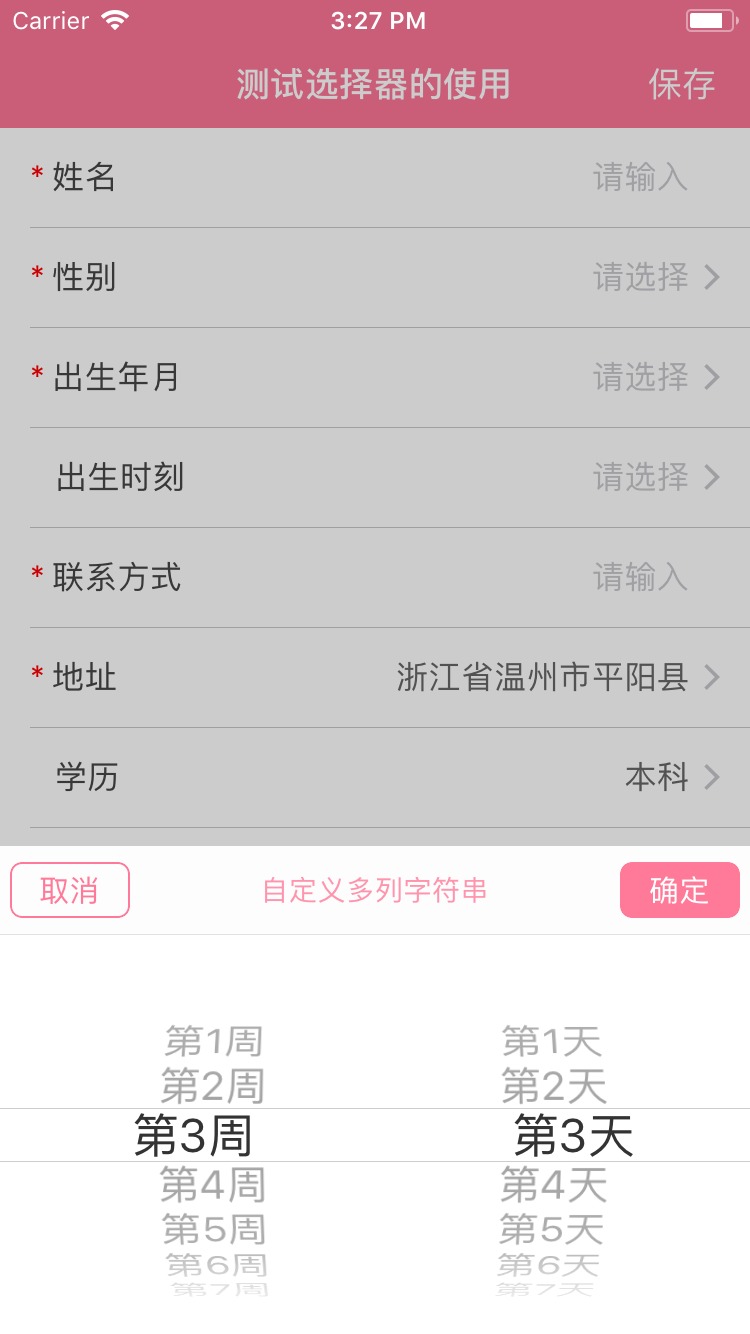 Carrier 3:27 PM
测试选择器的使用 保存
* 姓名 请输入
* 性别 请选择
* 出生年月 请选择
出生时刻 请选择
* 联系方式 请输入
* 地址 浙江省温州市平阳县
学历 本科
取消 自定义多列字符串 确定
第1周 第1天
第2周 第2天
第3周 第3天
第4周 第4天
第5周 第5天
第6周 第6天
第7周 第7天